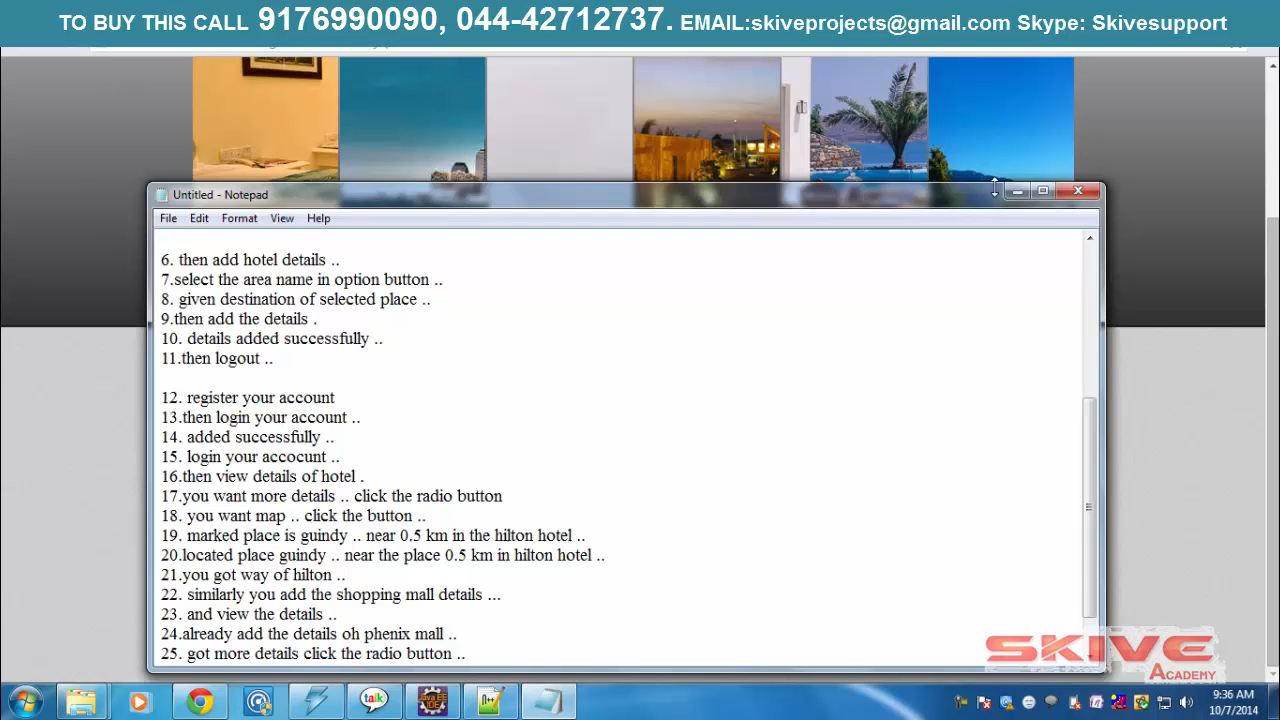 TO BUY THIS CALL 9176990090, 044-42712737. EMAIL:skiveprojects@gmail.com Skype: Skivesupport
Untitled - Notepad
File Edit Format View Help
6. then add hotel details ..
7.select the area name in option button ..
8. given destination of selected place ..
9.then add the details .
10. details added successfully ..
11.then logout ..
12. register your account
13.then login your account ..
14. added successfully ..
15. login your accocunt ..
16.then view details of hotel .
17.you want more details .. click the radio button
18. you want map .. click the button ..
19. marked place is guindy .. near 0.5 km in the hilton hotel ..
20.located place guindy .. near the place 0.5 km in hilton hotel ..
21.you got way of hilton ..
22. similarly you add the shopping mall details ...
23. and view the details ..
24.already add the details oh phenix mall ..
25. got more details click the radio button ..
SKIVE
ACADEMY
talk
Java EE
IDE
9:36 AM
10/7/2014